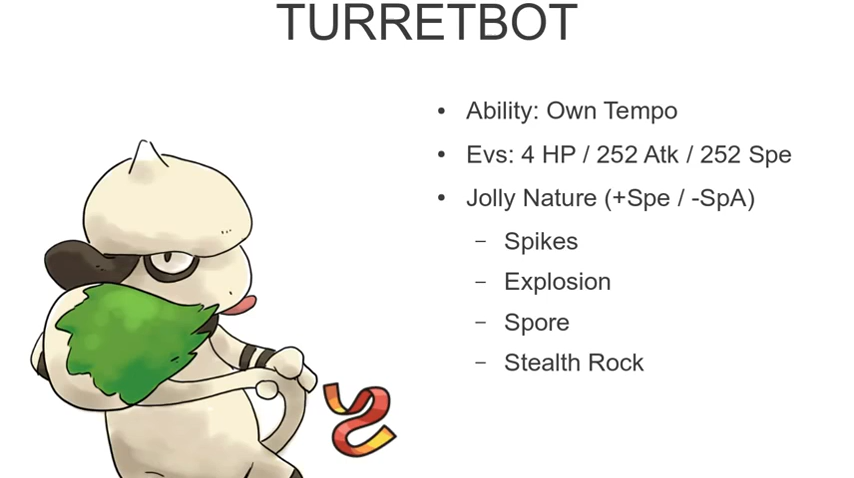 TURRETBOT
• Ability: Own Tempo
• Evs: 4 HP / 252 Atk / 252 Spe
• Jolly Nature (+Spe / -SpA)
– Spikes
– Explosion
– Spore
– Stealth Rock